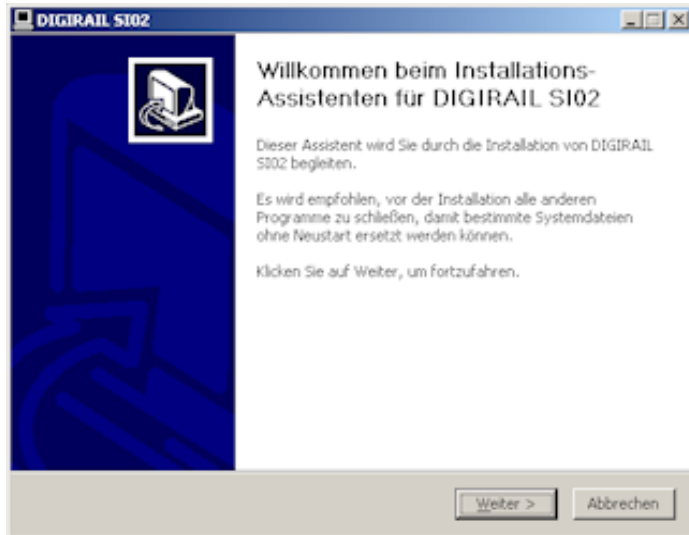 DIGIRAIL SI02
Willkommen beim Installations-
Assistenten für DIGIRAIL SI02
Dieser Assistent wird Sie durch die Installation von DIGIRAIL
SI02 begleiten.
Es wird empfohlen, vor der Installation alle anderen
Programme zu schließen, damit bestimmte Systemdateien
ohne Neustart ersetzt werden können.
Klicken Sie auf Weiter, um fortzufahren.
Weiter > Abbrechen